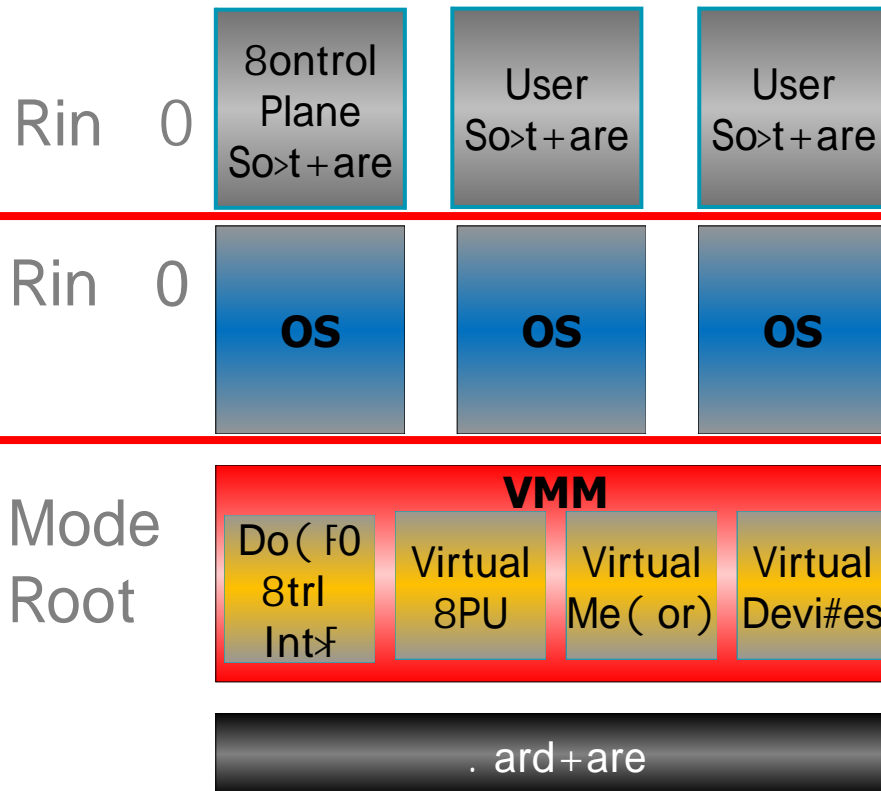 Rin 0
8ontrol
Plane
So>t+are
User
So>t+are
User
So>t+are
Rin 0
OS
OS
OS
Mode
Root
VMM
Do( F0
8trl
Int>F
Virtual
8PU
Virtual
Me( or)
Virtual
Devi#es
. ard+are